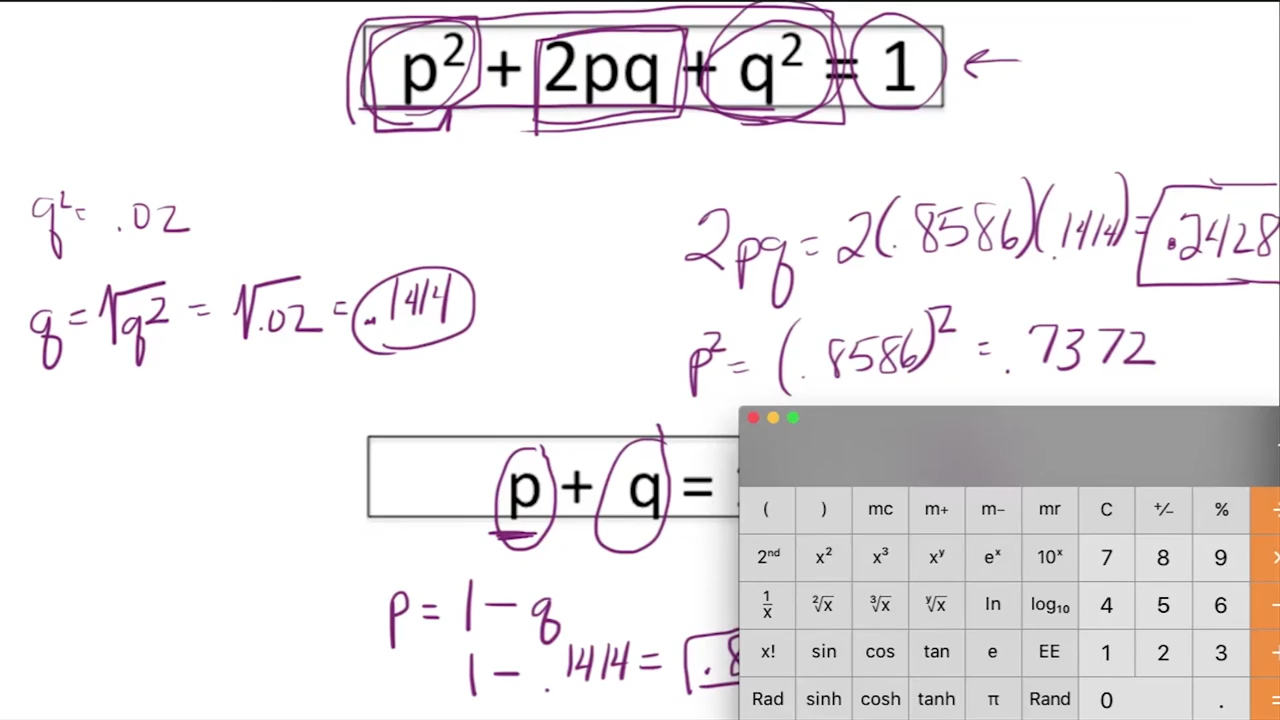 p² + 2pq + q² = 1 ←
q² = .02
q = √q² = √.02 = .1414
2pq = 2(.8586)(.1414) = .2428
p² = (.8586)² = .7372
p + q =
p = 1 - q
1 - .1414 = .8
( ) mc m+ m− mr C +/− %
2nd x² x³ xʸ eˣ 10ˣ 7 8 9 ×
1/x ²√x ³√x ʸ√x ln log₁₀ 4 5 6 −
x! sin cos tan e EE 1 2 3 +
Rad sinh cosh tanh π Rand 0 . =